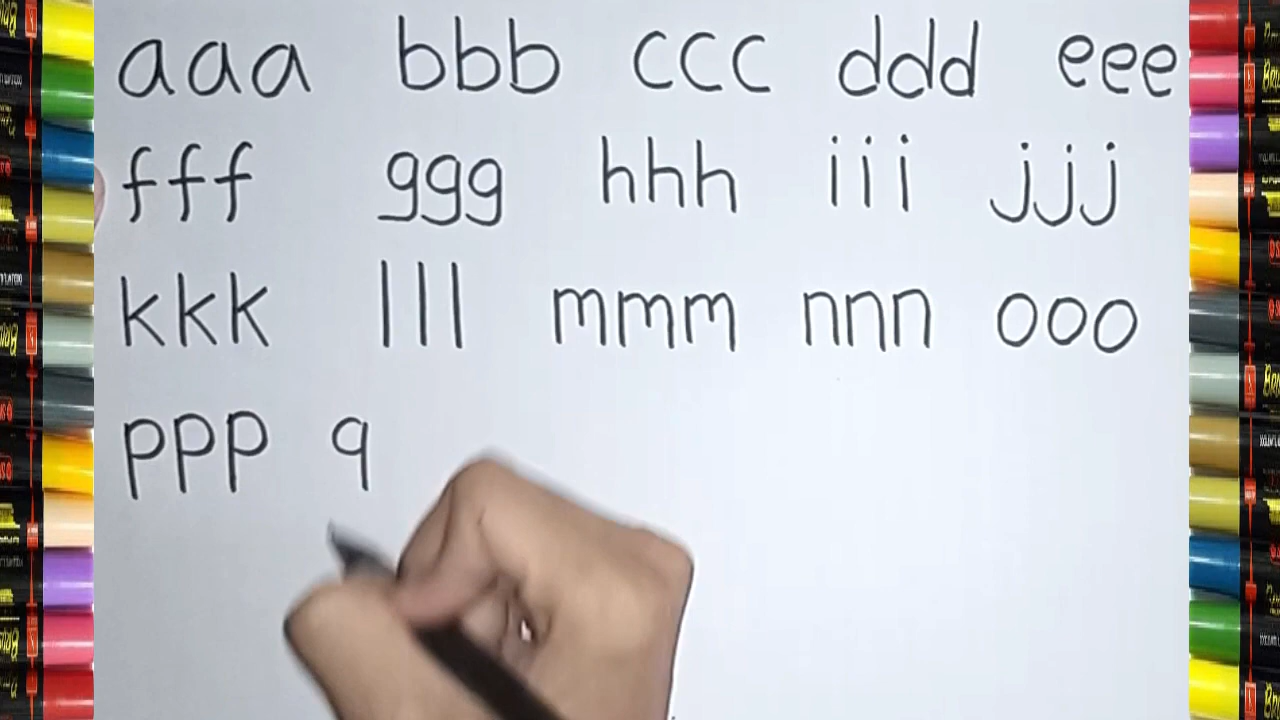 aaa bbb ccc ddd eee
fff ggg hhh iii jjj
kkk lll mmm nnn ooo
ppp q